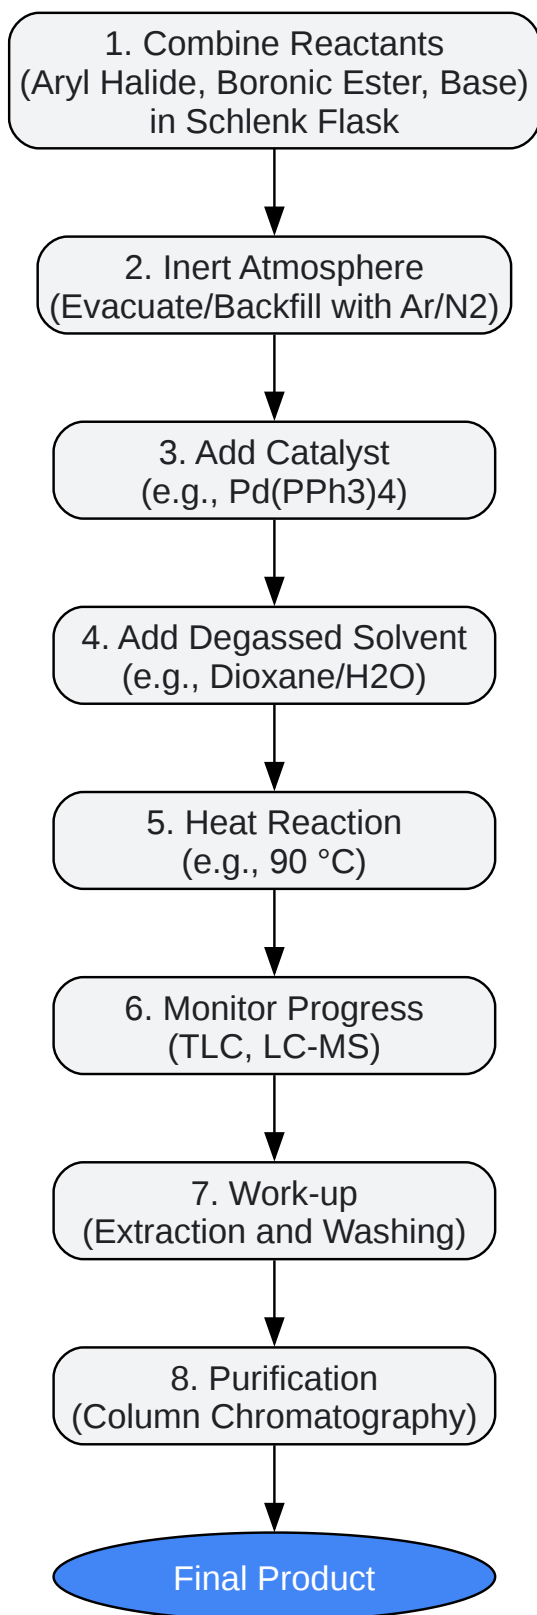 1. Combine Reactants
(Aryl Halide, Boronic Ester, Base)
in Schlenk Flask
2. Inert Atmosphere
(Evacuate/Backfill with Ar/N2)
3. Add Catalyst
(e.g., Pd(PPh3)4)
4. Add Degassed Solvent
(e.g., Dioxane/H2O)
5. Heat Reaction
(e.g., 90 °C)
6. Monitor Progress
(TLC, LC-MS)
7. Work-up
(Extraction and Washing)
8. Purification
(Column Chromatography)
Final Product